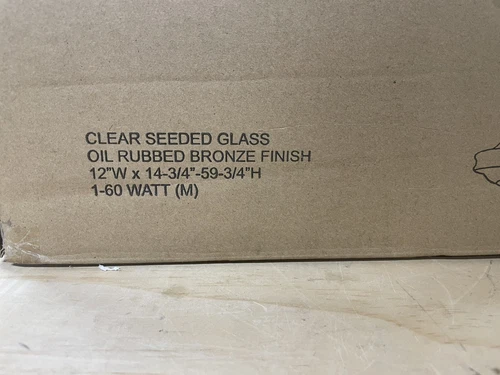 CLEAR SEEDED GLASS
OIL RUBBED BRONZE FINISH
12"W x 14-3/4"-59-3/4"H
1-60 WATT (M)